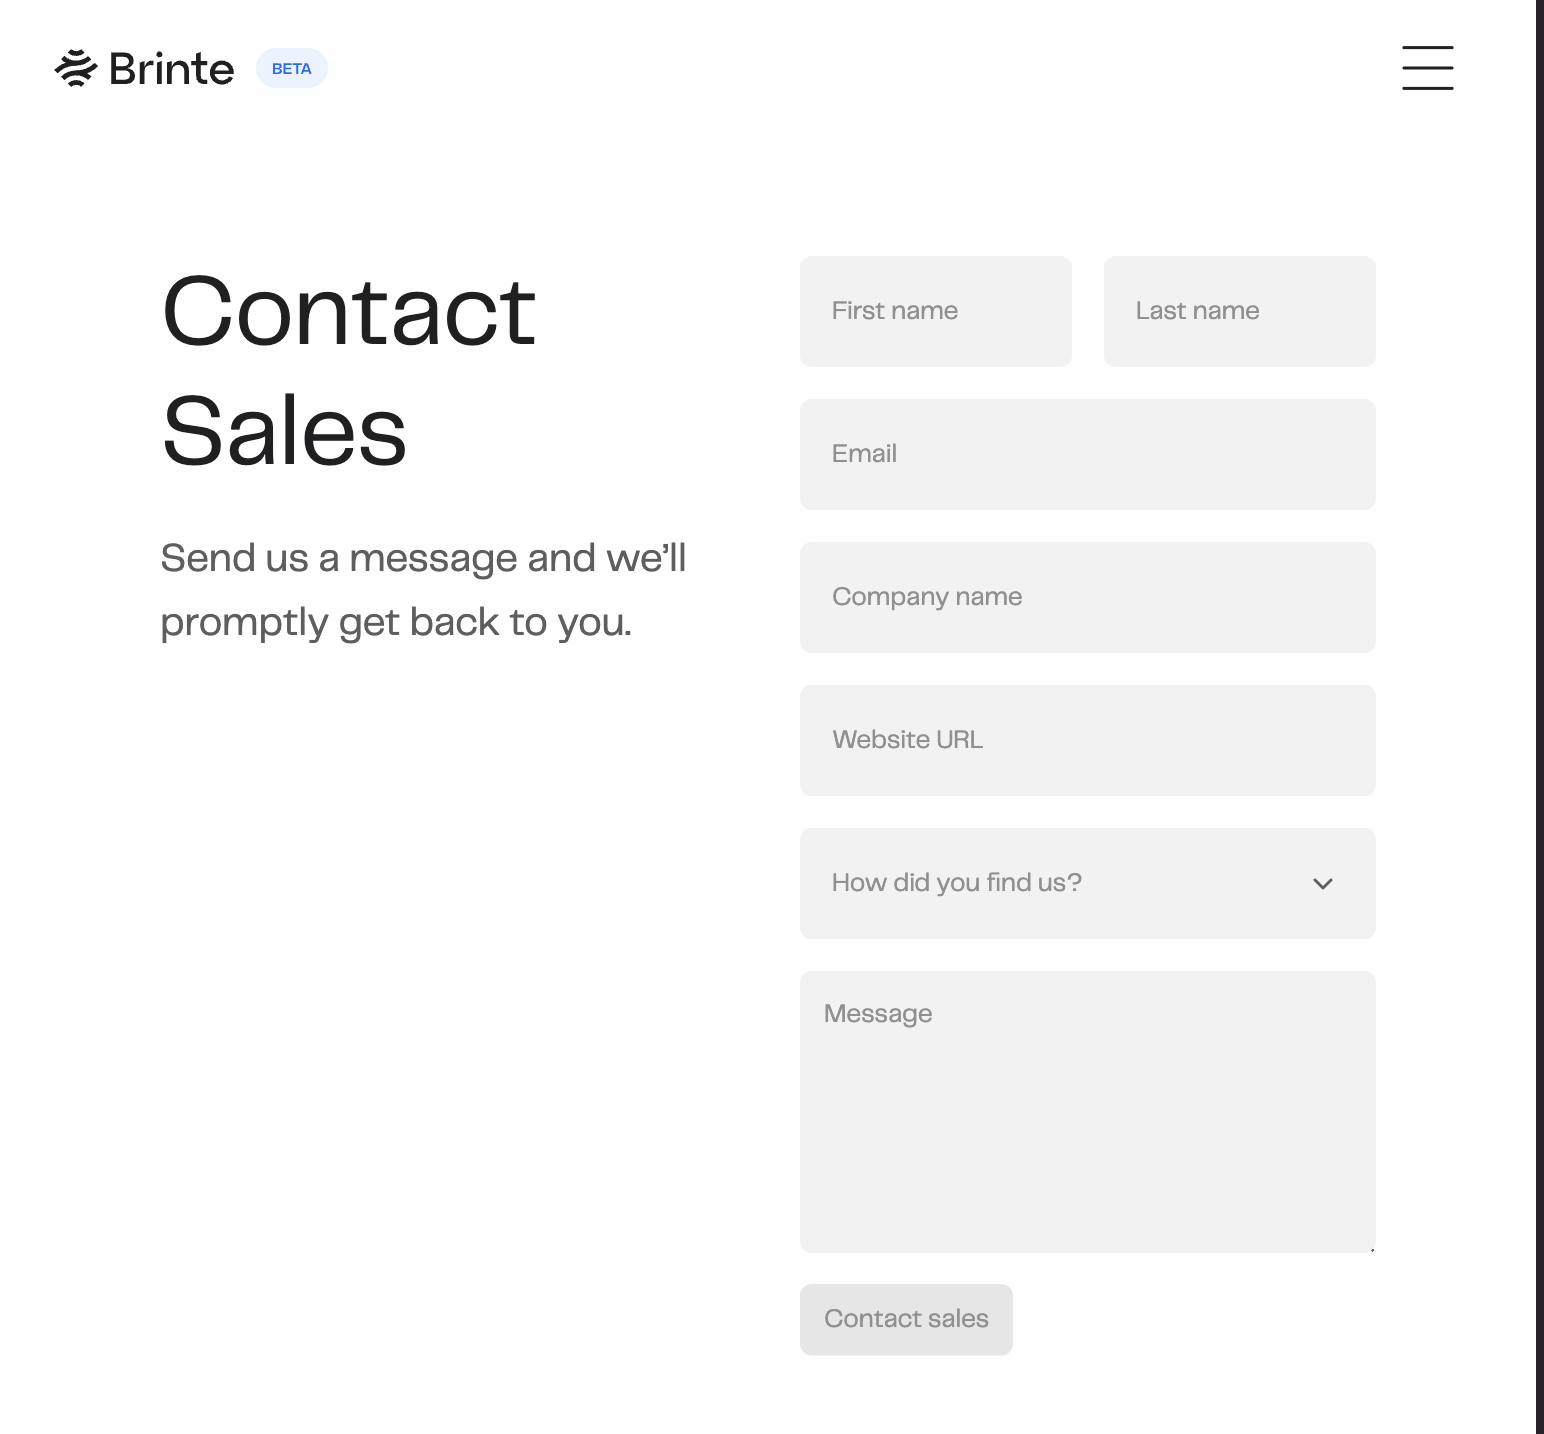 Brinte
BETA
Contact
Sales
Send us a message and we’ll
promptly get back to you.
First name
Last name
Email
Company name
Website URL
How did you find us?
Message
Contact sales